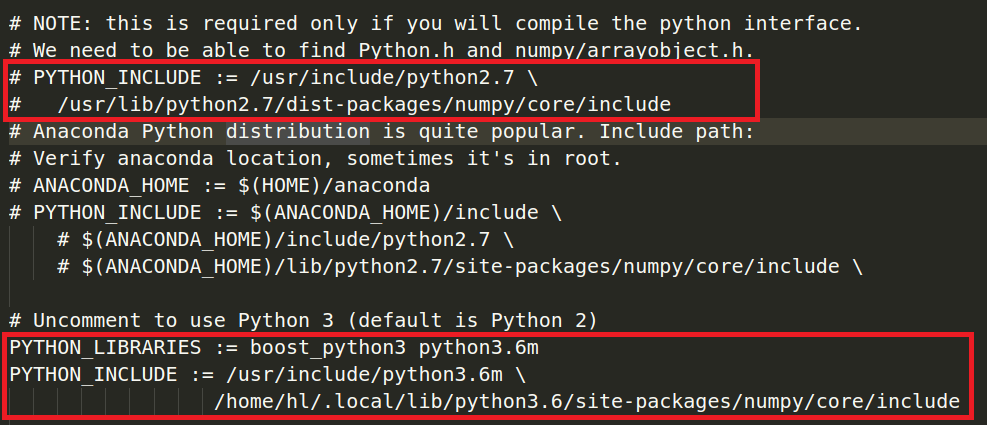 # NOTE: this is required only if you will compile the python interface.
# We need to be able to find Python.h and numpy/arrayobject.h.
# PYTHON_INCLUDE := /usr/include/python2.7 \
#   /usr/lib/python2.7/dist-packages/numpy/core/include
# Anaconda Python distribution is quite popular. Include path:
# Verify anaconda location, sometimes it's in root.
# ANACONDA_HOME := $(HOME)/anaconda
# PYTHON_INCLUDE := $(ANACONDA_HOME)/include \
    # $(ANACONDA_HOME)/include/python2.7 \
    # $(ANACONDA_HOME)/lib/python2.7/site-packages/numpy/core/include \
# Uncomment to use Python 3 (default is Python 2)
PYTHON_LIBRARIES := boost_python3 python3.6m
PYTHON_INCLUDE := /usr/include/python3.6m \
                 /home/hl/.local/lib/python3.6/site-packages/numpy/core/include